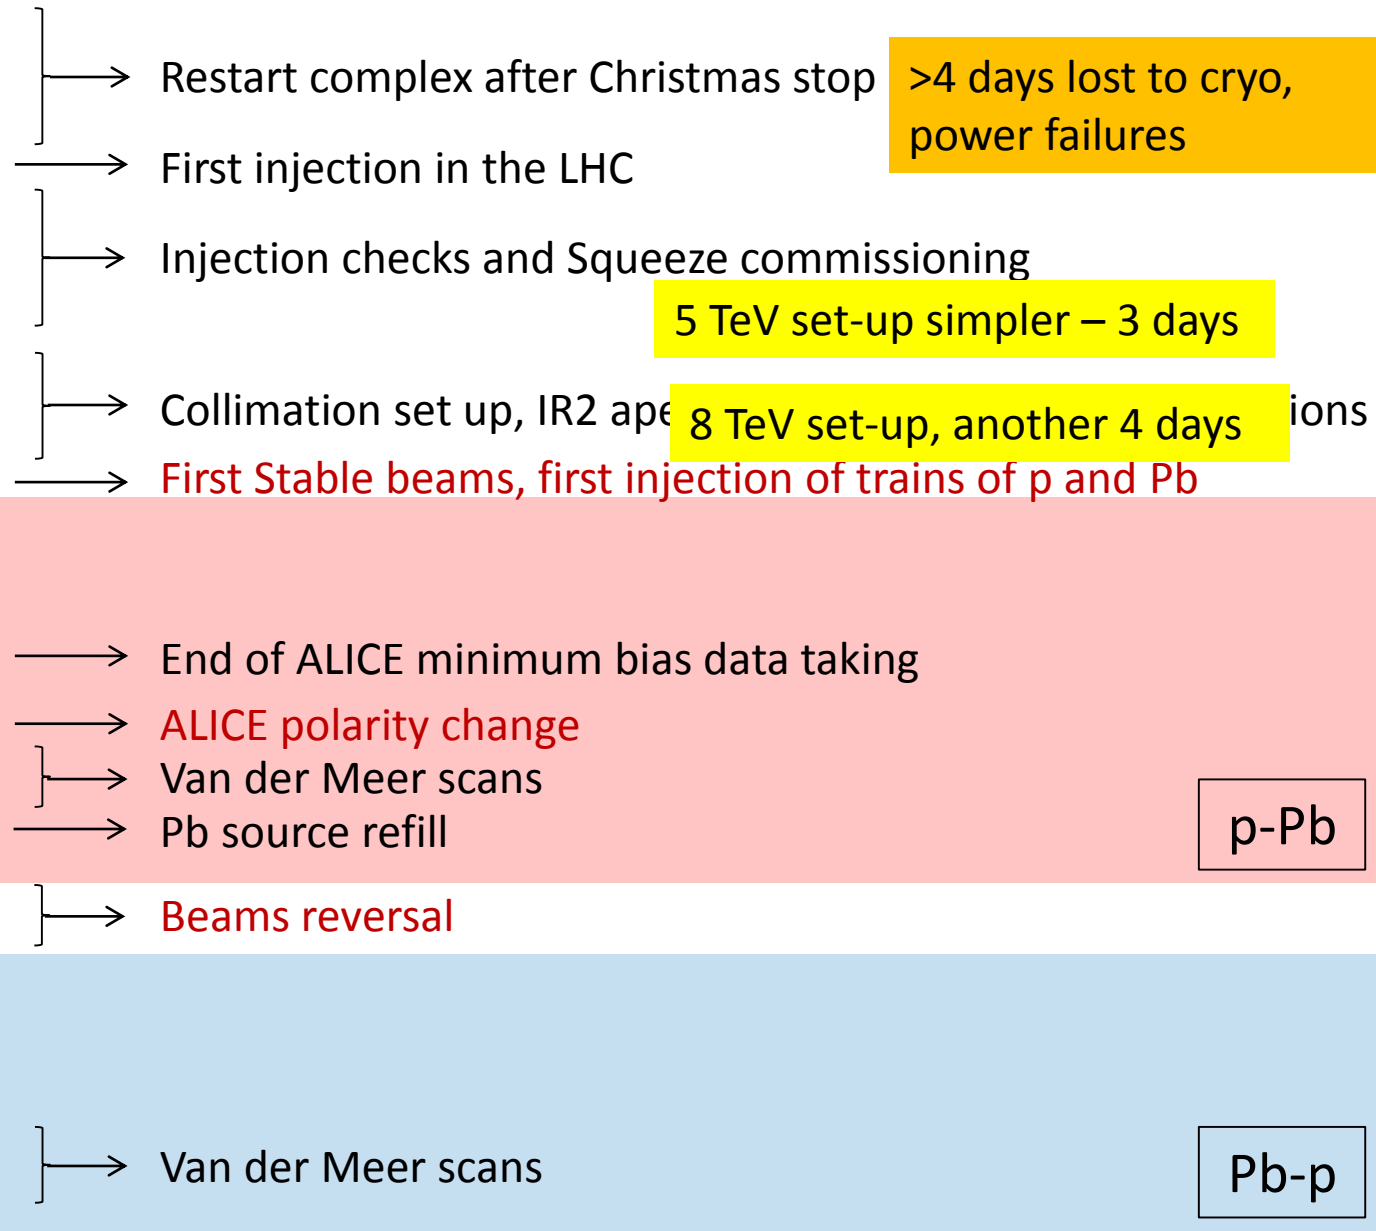 Restart complex after Christmas stop
>4 days lost to cryo,
power failures
First injection in the LHC
Injection checks and Squeeze commissioning
5 TeV set-up simpler – 3 days
Collimation set up, IR2
8 TeV set-up, another 4 days
First Stable beams, first injection of trains of p and Pb
End of ALICE minimum bias data taking
ALICE polarity change
Van der Meer scans
Pb source refill
p-Pb
Beams reversal
Van der Meer scans
Pb-p